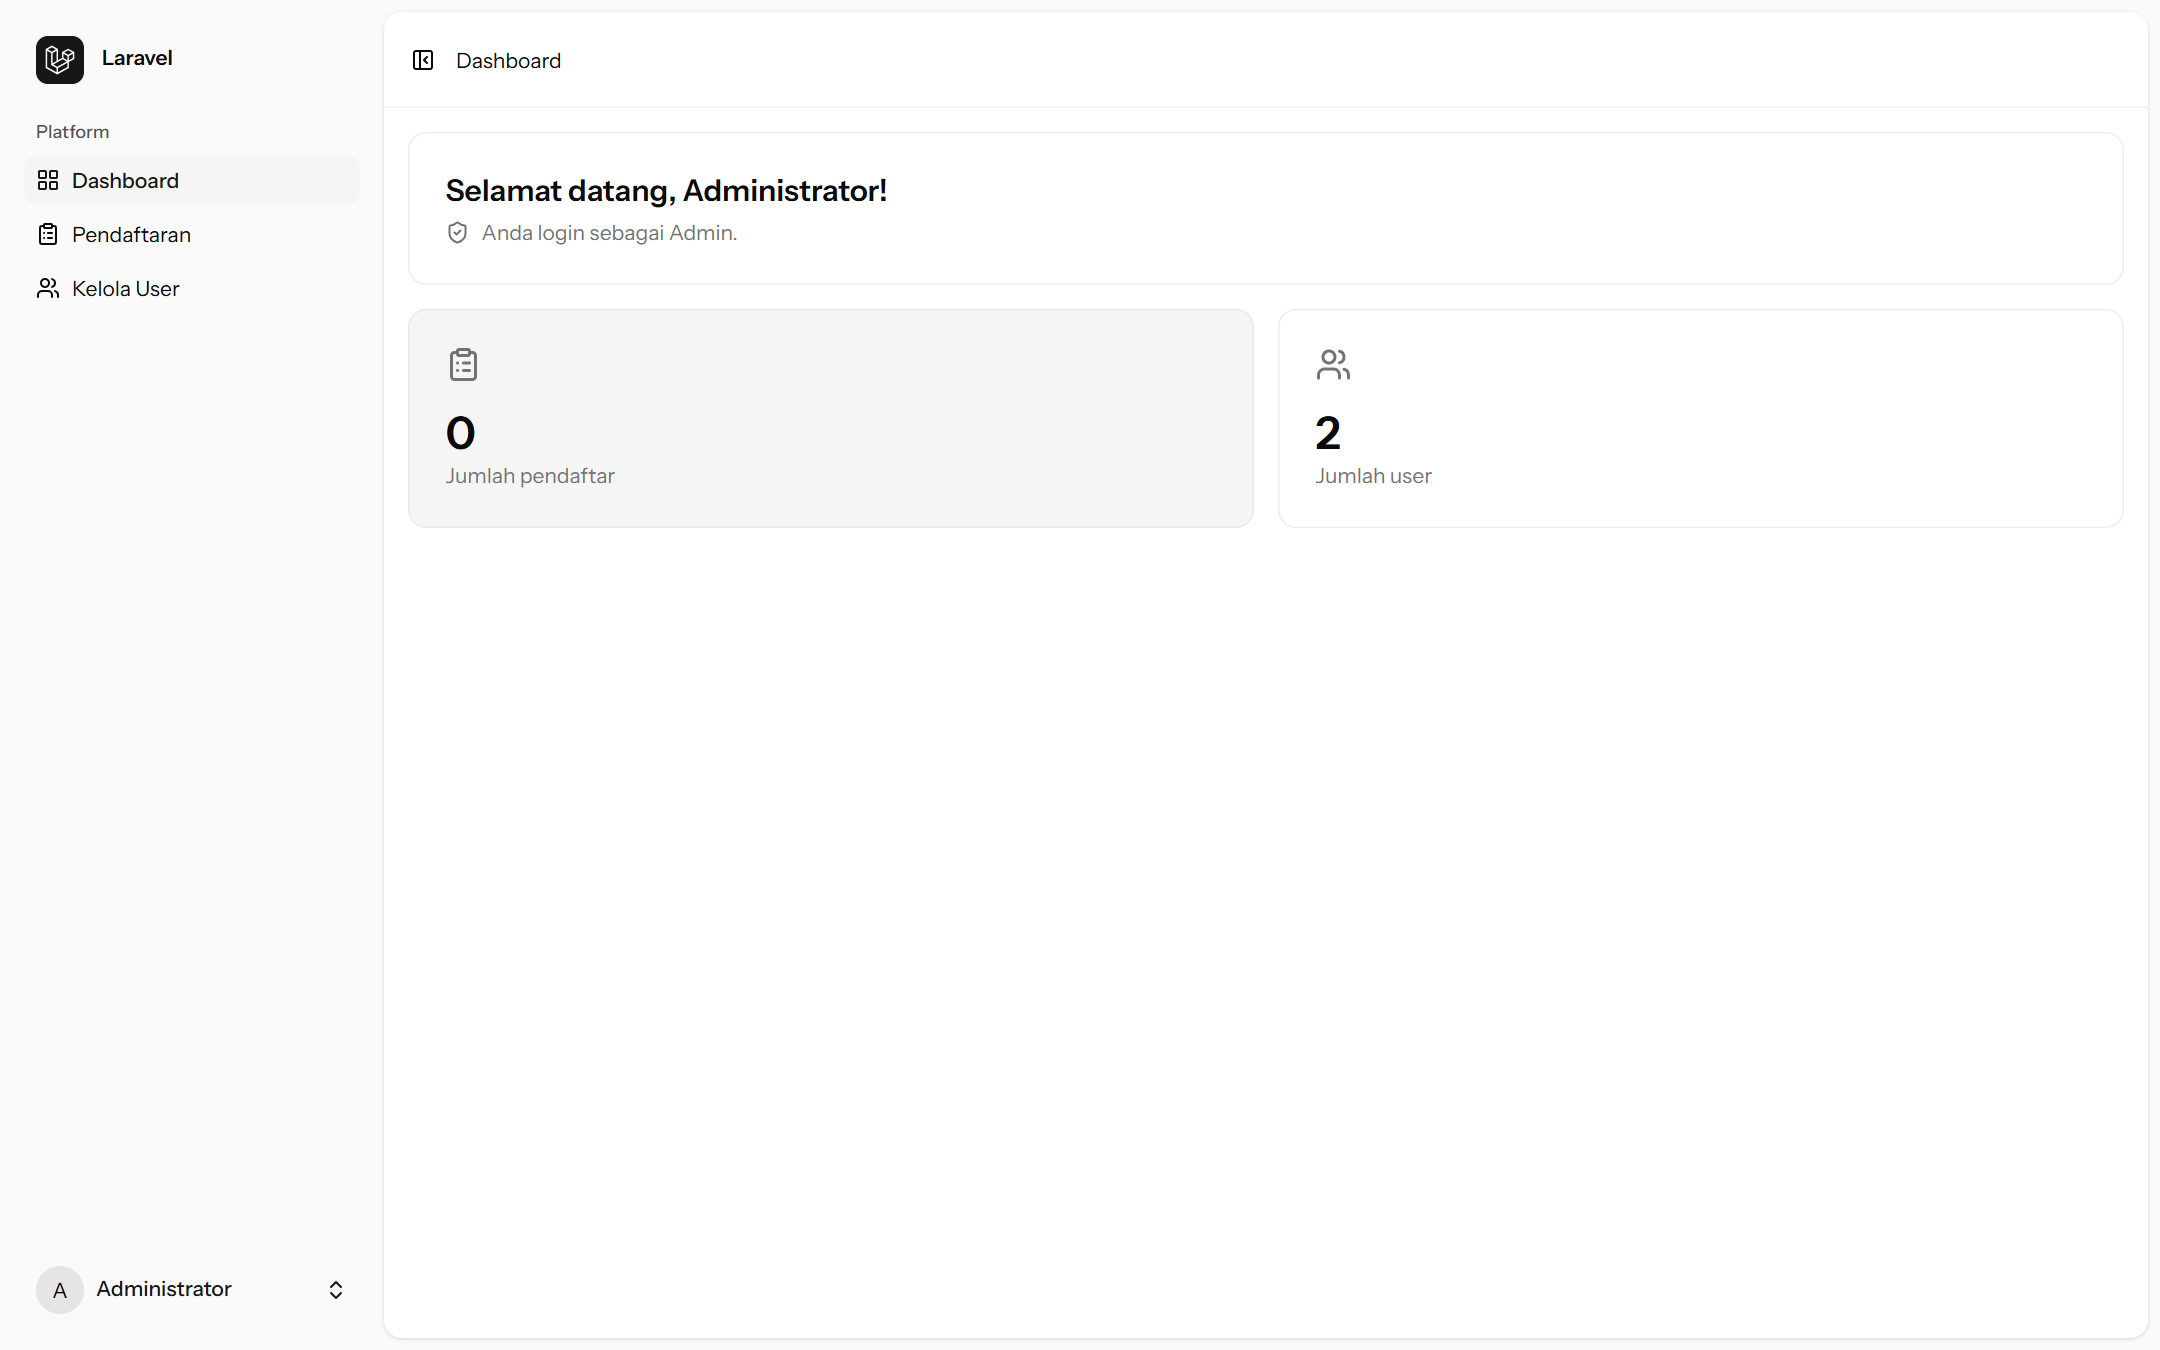 Laravel
Platform
Dashboard
Pendaftaran
Kelola User
Administrator
A
Dashboard
Selamat datang, Administrator!
Anda login sebagai Admin.
0
Jumlah pendaftar
2
Jumlah user